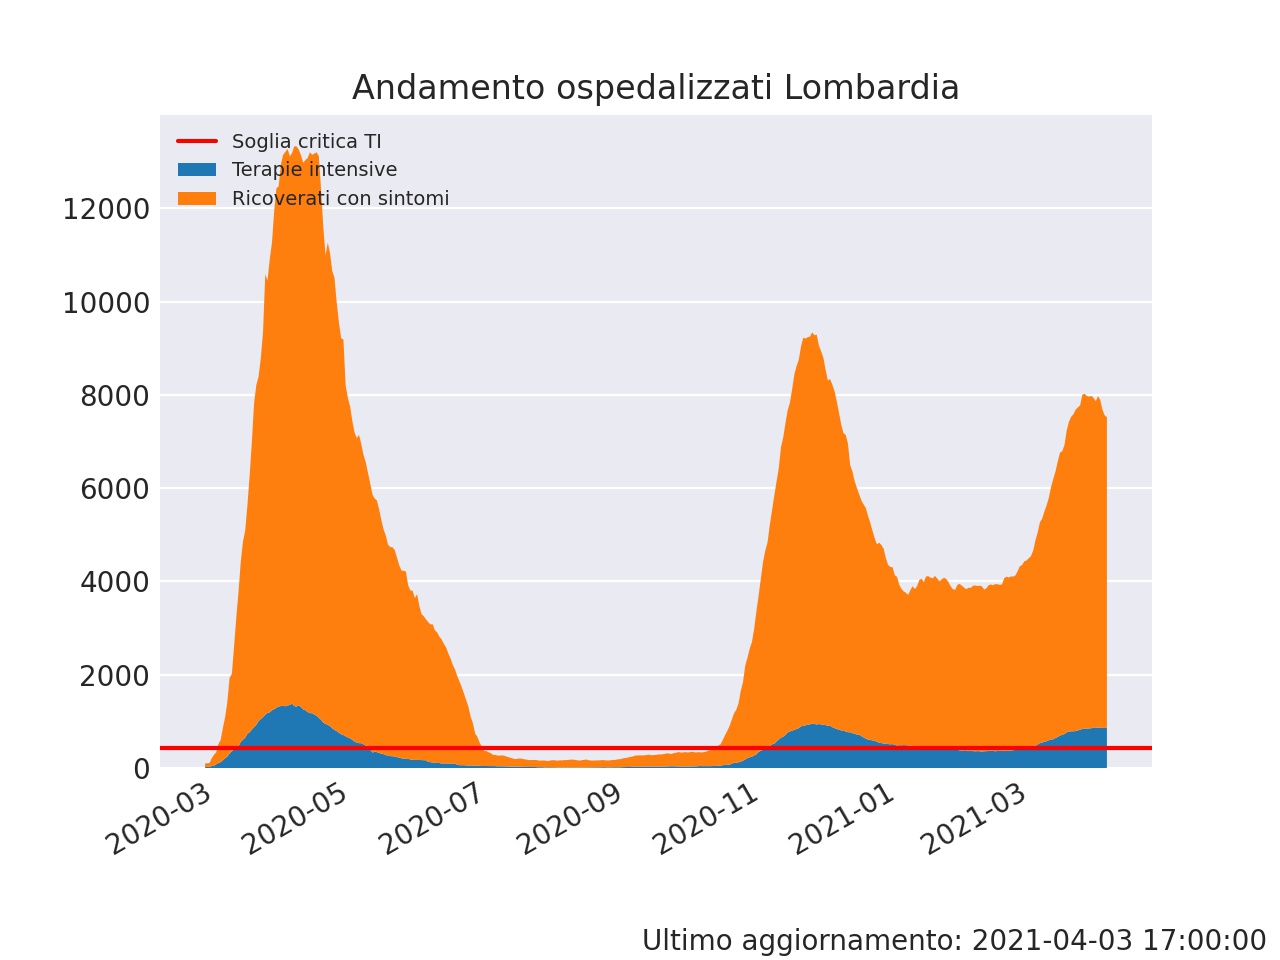 Andamento ospedalizzati Lombardia
Soglia critica TI
Terapie intensive
Ricoverati con sintomi
12000
10000
8000
6000
4000
2000
0
2020-03
2020-05
2020-07
2020-09
2020-11
2021-01
2021-03
Ultimo aggiornamento: 2021-04-03 17:00:00